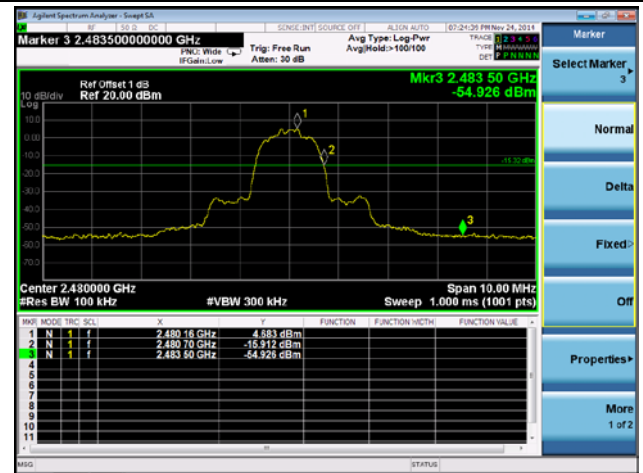 Agilent Spectrum Analyzer - Swept SA
RF 50 Ω DC SENSE:INT SOURCE OFF ALIGN AUTO 07:24:39 PM Nov 24, 2014
Marker 3 2.483500000000 GHz
PNO: Wide
IFGain:Low
Trig: Free Run
Atten: 30 dB
Avg Type: Log-Pwr
Avg|Hold:>100/100
TRACE 1 2 3 4 5 6
TYPE M WWWWW
DET P P N N N N
Ref Offset 1 dB
10 dB/div Ref 20.00 dBm
Mkr3 2.483 50 GHz
-54.926 dBm
Log
10.0
0.00
-10.0
-20.0
-30.0
-40.0
-50.0
-60.0
-70.0
1
2
3
Center 2.480000 GHz
Span 10.00 MHz
#Res BW 100 kHz
#VBW 300 kHz
Sweep 1.000 ms (1001 pts)
MKR MODE TRC SCL X Y FUNCTION FUNCTION WIDTH FUNCTION VALUE
1 N 1 f 2.480 16 GHz 4.683 dBm
2 N 1 f 2.480 70 GHz -15.912 dBm
3 N 1 f 2.483 50 GHz -54.926 dBm
4
5
6
7
8
9
10
11
MSG
STATUS
Marker
Select Marker
3
Normal
Delta
Fixed
Off
Properties
More
1 of 2